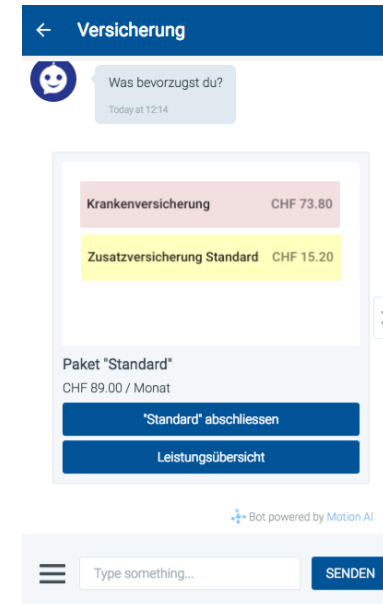 Versicherung
Was bevorzugst du?
Today at 12:14
Krankenversicherung CHF 73.80
Zusatzversicherung Standard CHF 15.20
Paket "Standard"
CHF 89.00 / Monat
"Standard" abschliessen
Leistungsübersicht
Bot powered by Motion AI
Type something...
SENDEN